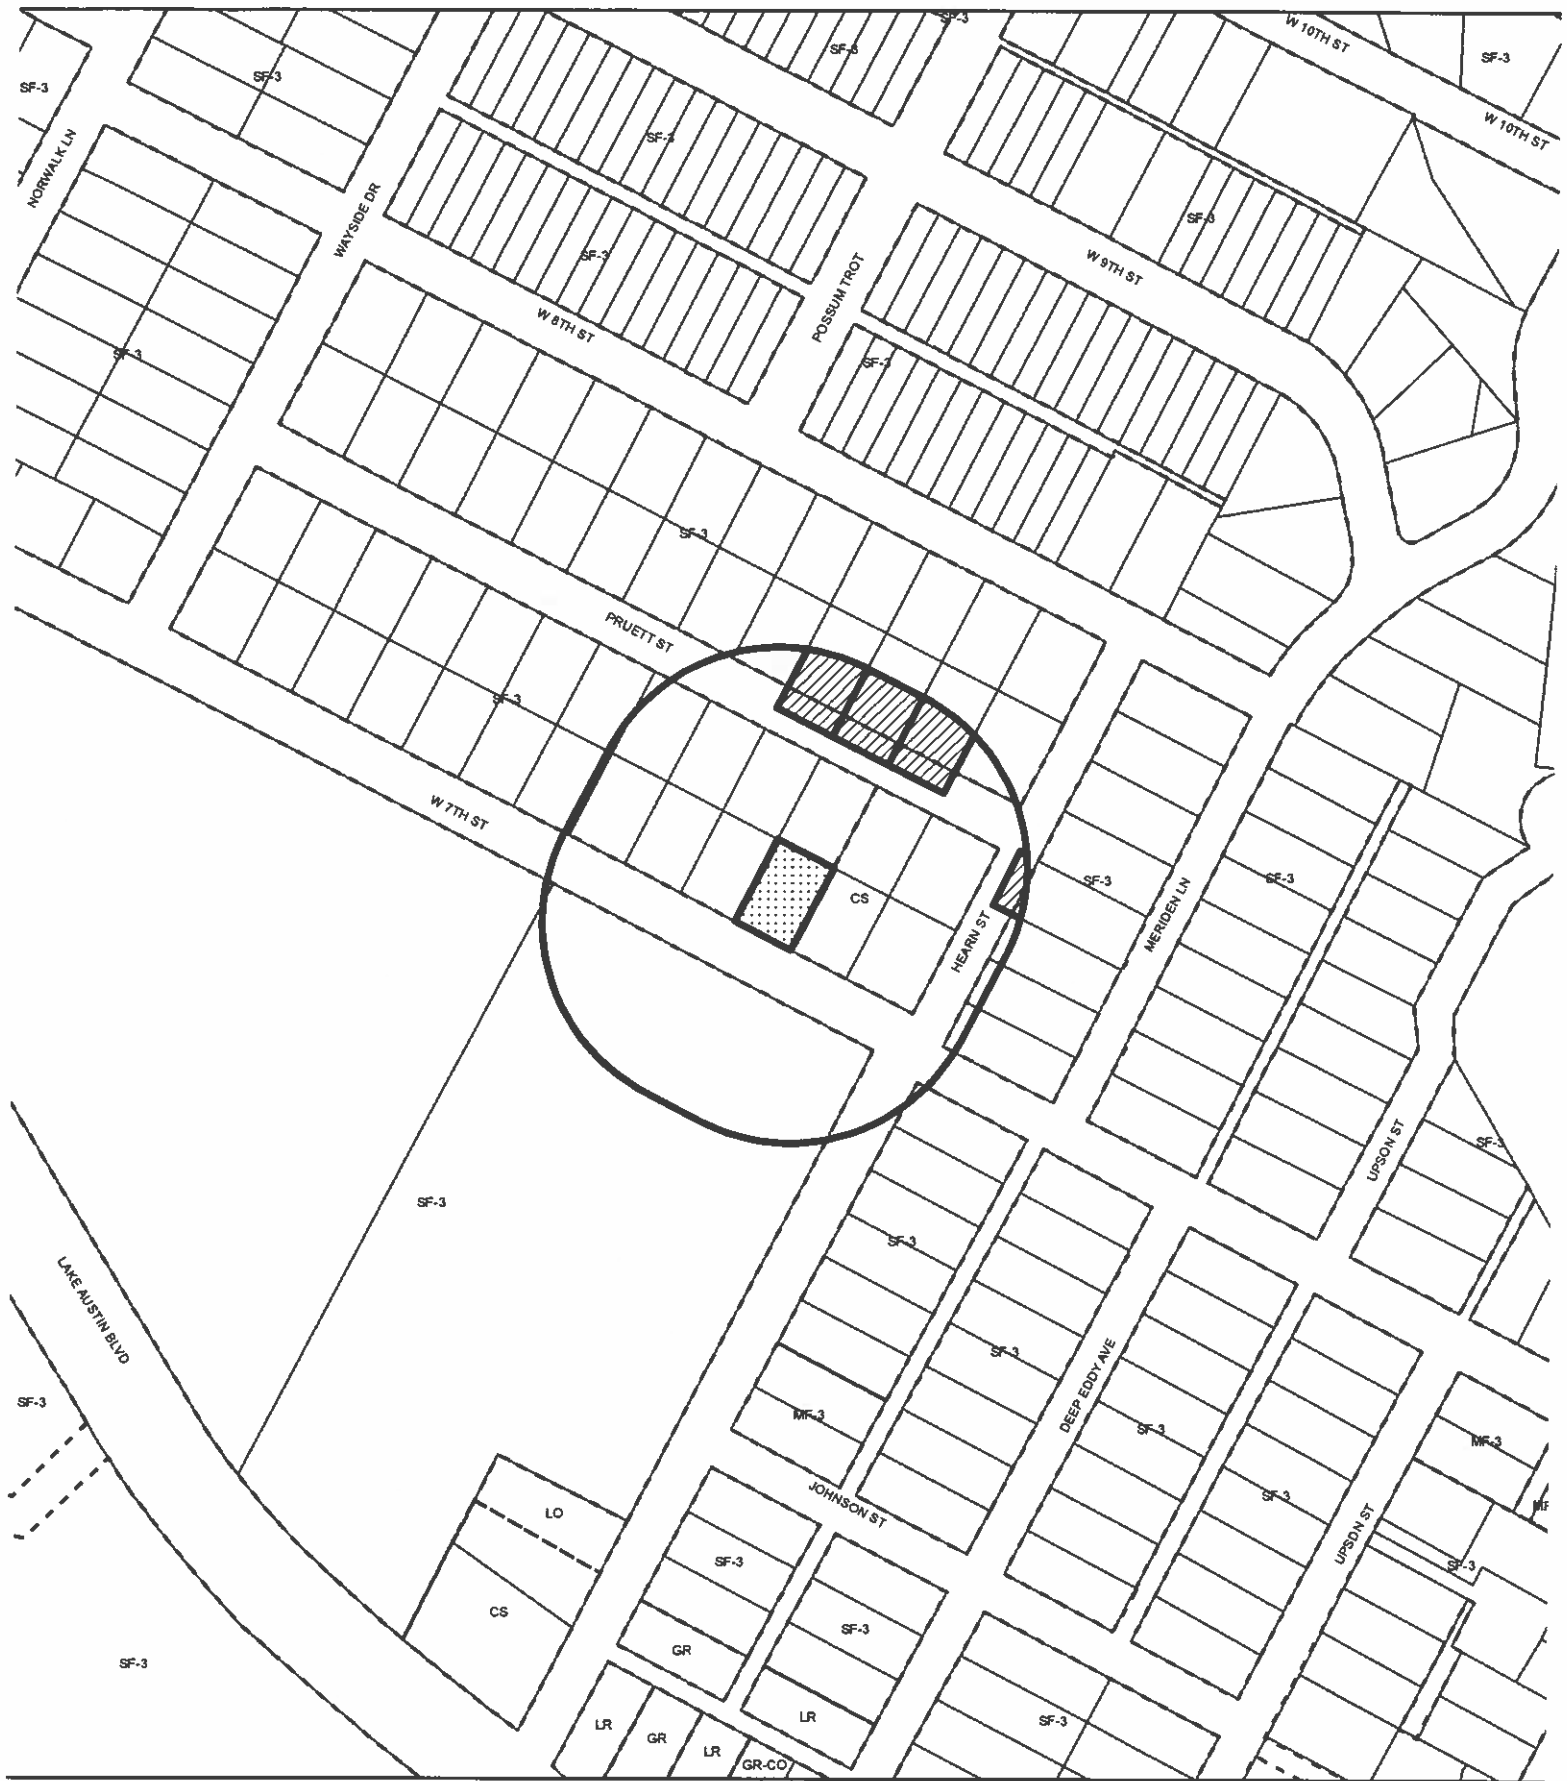 SF-3
W 10TH ST
SF-3
SF-3
SF-3
SF-3
W 10TH ST
SF-3
NORWALK LN
WAYSIDE DR
SF-3
SF-3
W 9TH ST
POSSUM TROT
W 8TH ST
SF-3
SF-3
SF-3
PRUETT ST
SF-3
W 7TH ST
CS
SF-3
SF-3
MERIDEN LN
HEARN ST
UPSON ST
SF-3
SF-3
SF-3
LAKE AUSTIN BLVD
SF-3
DEEP EDDY AVE
SF-3
MF-3
SF-3
MF-3
SF-3
JOHNSON ST
LO
UPSON ST
SF-3
SF-3
CS
SF-3
SF-3
GR
LR
SF-3
LR
GR
LR
GR-CO